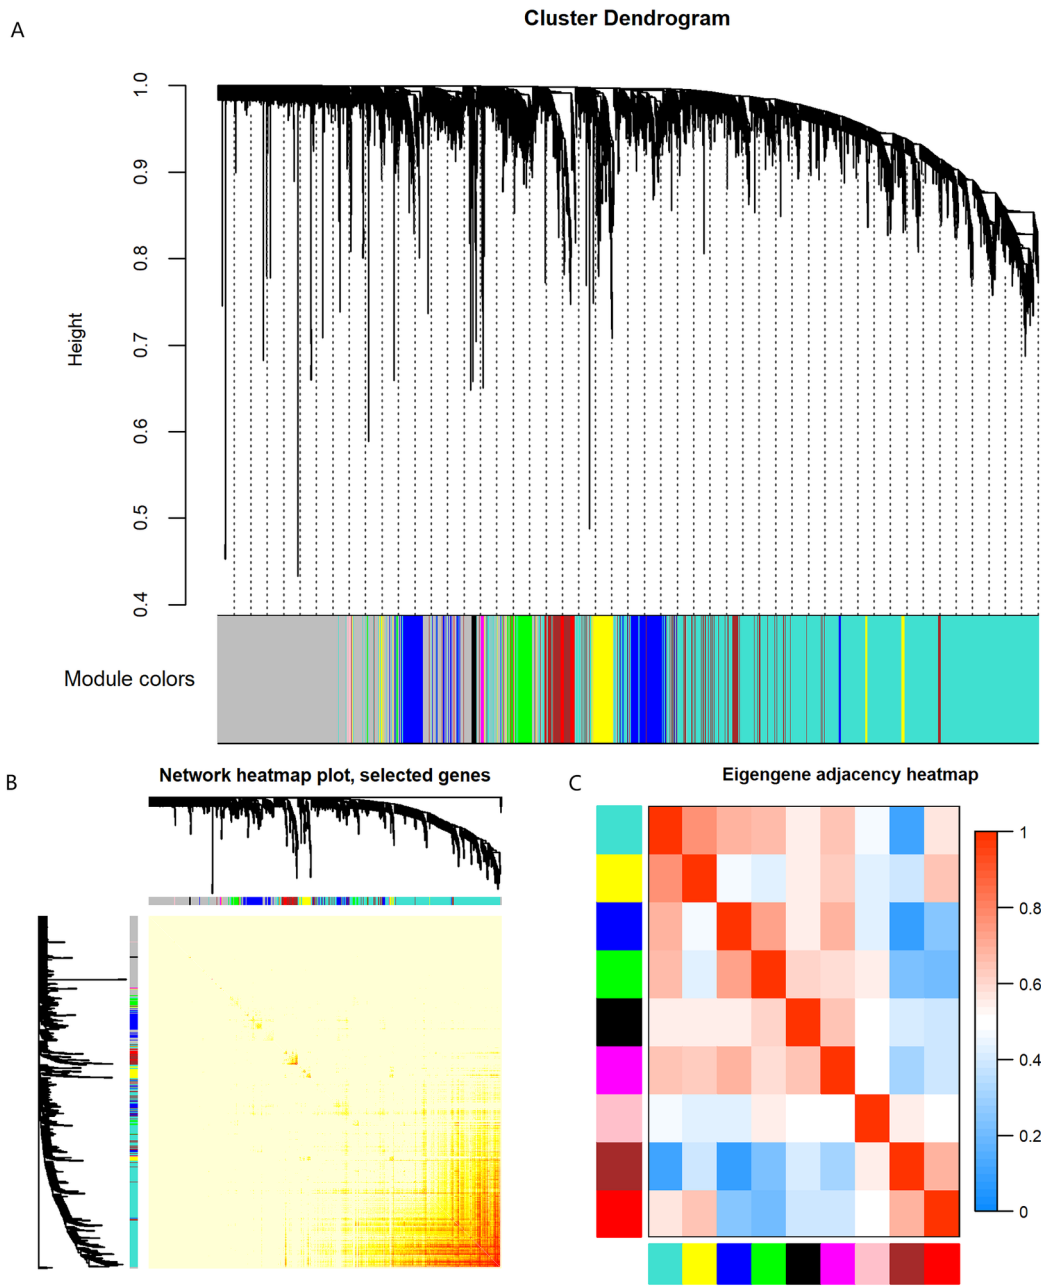 Cluster Dendrogram
A
1.0
0.9
0.8
0.7
0.6
0.5
0.4
Height
Module colors
B
Network heatmap plot, selected genes
C
Eigengene adjacency heatmap
1
0.8
0.6
0.4
0.2
0